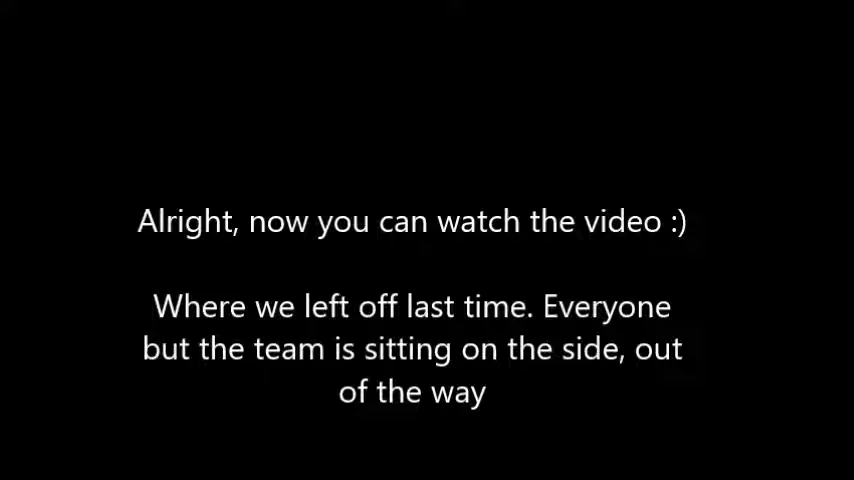 Alright, now you can watch the video :)
Where we left off last time. Everyone
but the team is sitting on the side, out
of the way